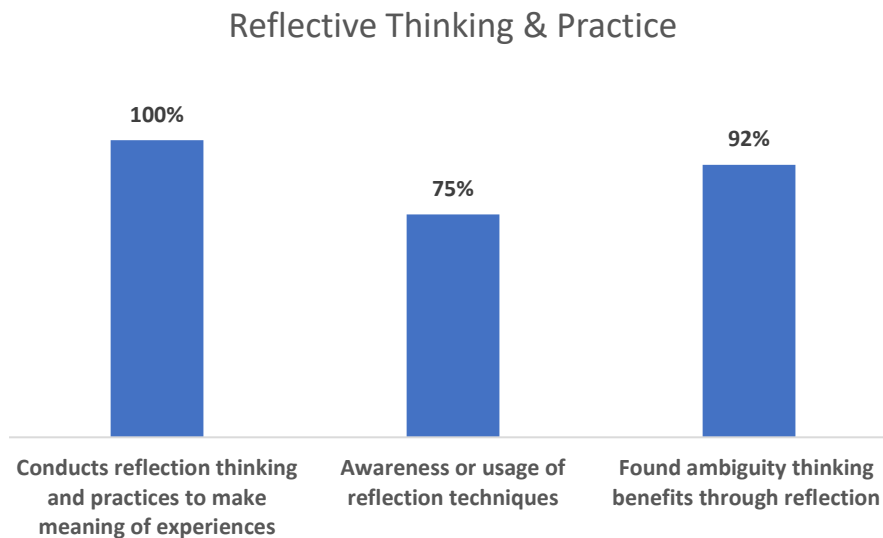 Reflective Thinking & Practice
100%
75%
92%
Conducts reflection thinking
and practices to make
meaning of experiences
Awareness or usage of
reflection techniques
Found ambiguity thinking
benefits through reflection